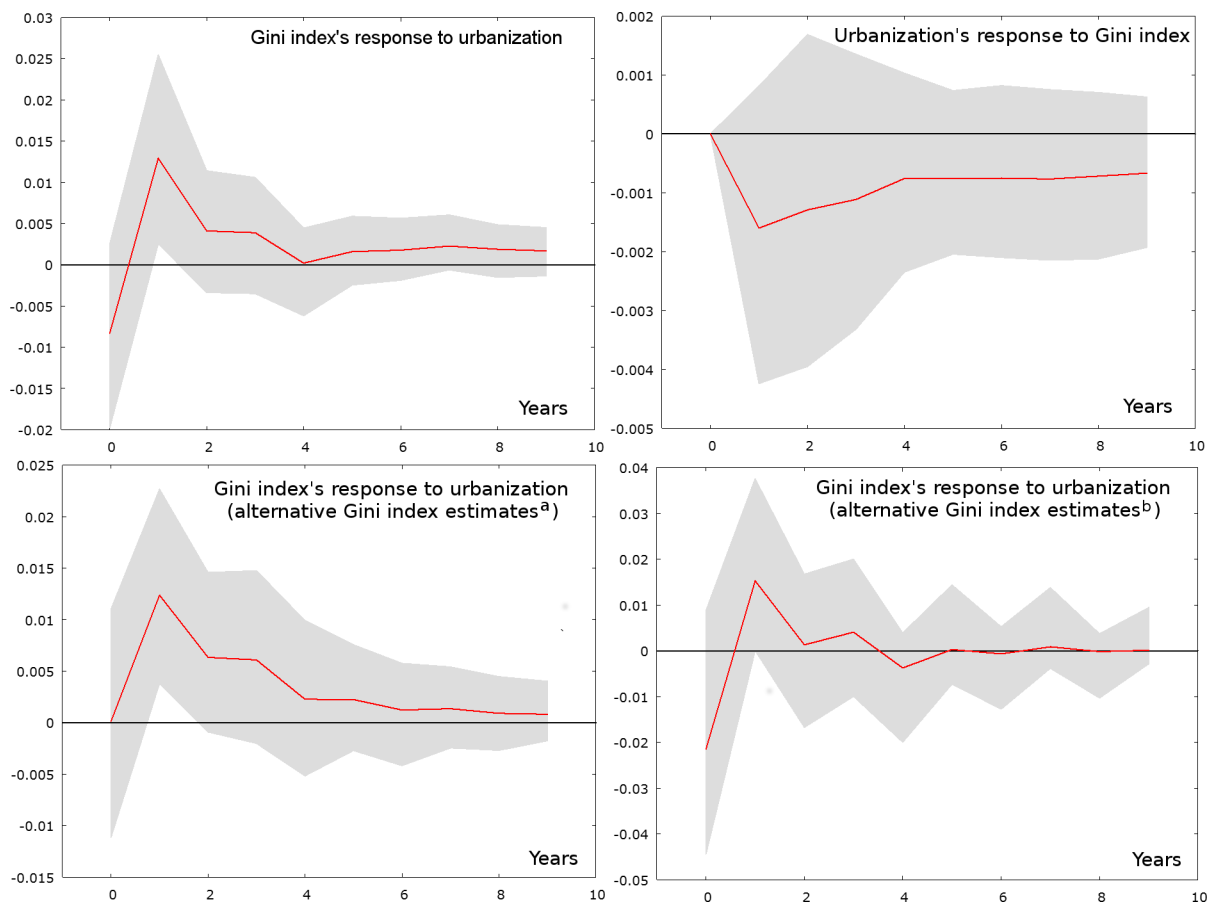 Gini index's response to urbanization
0.03
0.025
0.02
0.015
0.01
0.005
0
-0.005
-0.01
-0.015
-0.02
Years
0 2 4 6 8 10
Urbanization's response to Gini index
0.002
0.001
0
-0.001
-0.002
-0.003
-0.004
-0.005
Years
0 2 4 6 8 10
Gini index's response to urbanization
(alternative Gini index estimatesᵃ)
0.025
0.02
0.015
0.01
0.005
0
-0.005
-0.01
-0.015
Years
0 2 4 6 8 10
Gini index's response to urbanization
(alternative Gini index estimatesᵇ)
0.04
0.03
0.02
0.01
0
-0.01
-0.02
-0.03
-0.04
-0.05
Years
0 2 4 6 8 10